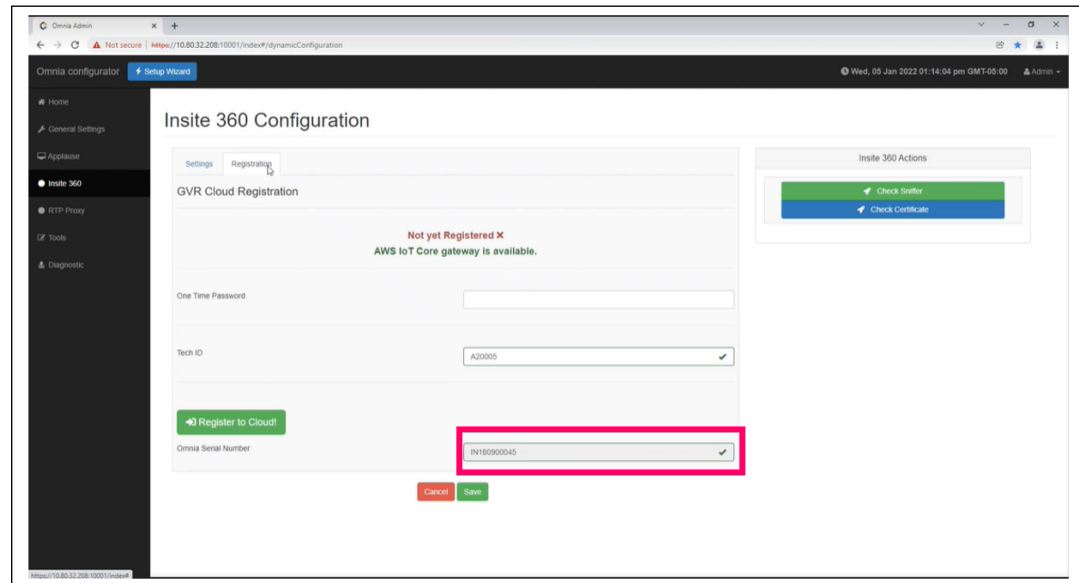 Omnia Admin
Not secure | https://10.80.32.208:10001/index#/dynamicConfiguration
Omnia configurator
Setup Wizard
Wed, 05 Jan 2022 01:14:04 pm GMT-05:00
Admin
Home
General Settings
Applause
Insite 360
RTP Proxy
Tools
Diagnostic
Insite 360 Configuration
Settings
Registration
GVR Cloud Registration
Not yet Registered ✕
AWS IoT Core gateway is available.
One Time Password
Tech ID
A20005
Register to Cloud!
Omnia Serial Number
IN180900045
Cancel
Save
Insite 360 Actions
Check Sniffer
Check Certificate
https://10.80.32.208:10001/index#